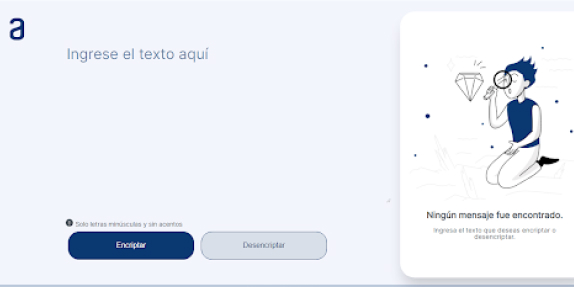 a
Ingrese el texto aquí
Solo letras minúsculas y sin acentos
Encriptar
Desencriptar
Ningún mensaje fue encontrado.
Ingresa el texto que deseas encriptar o
desencriptar.